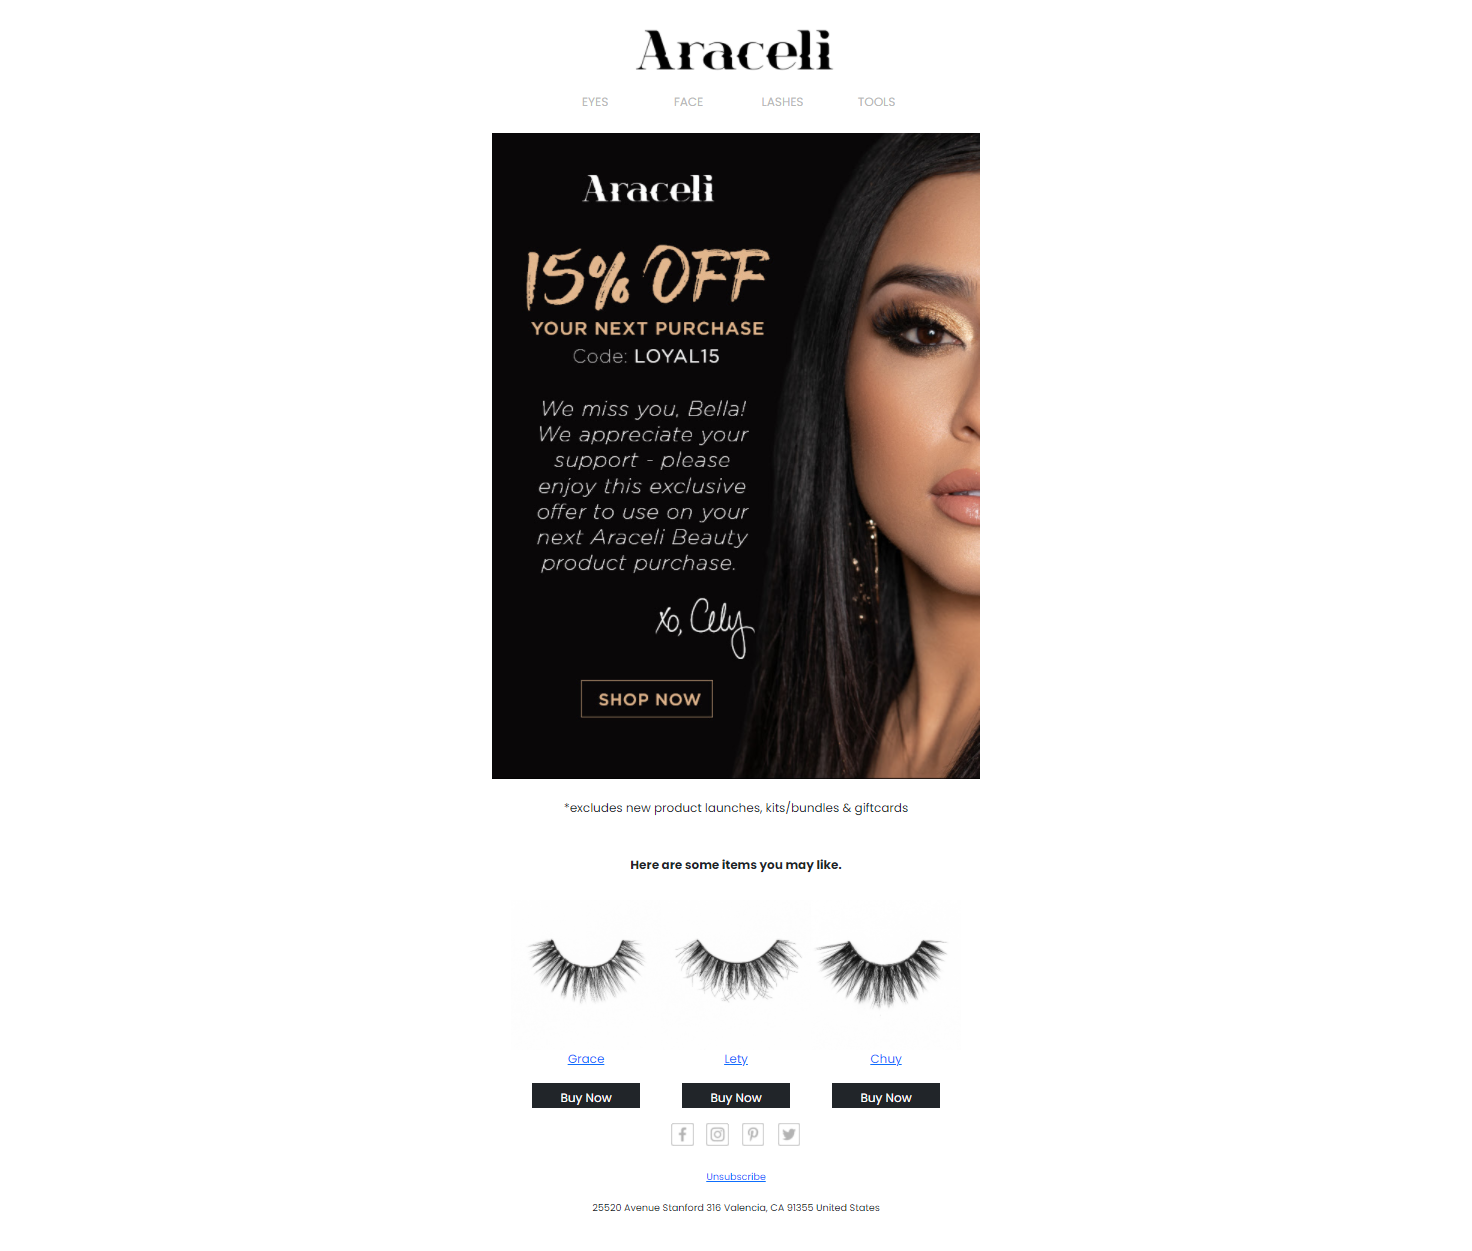 Araceli
EYES FACE LASHES TOOLS
Araceli
15% OFF
YOUR NEXT PURCHASE
Code: LOYAL15
We miss you, Bella!
We appreciate your
support - please
enjoy this exclusive
offer to use on your
next Araceli Beauty
product purchase.
xo, Cely
SHOP NOW
*excludes new product launches, kits/bundles & giftcards
Here are some items you may like.
Grace Lety Chuy
Buy Now Buy Now Buy Now
Unsubscribe
25520 Avenue Stanford 316 Valencia, CA 91355 United States